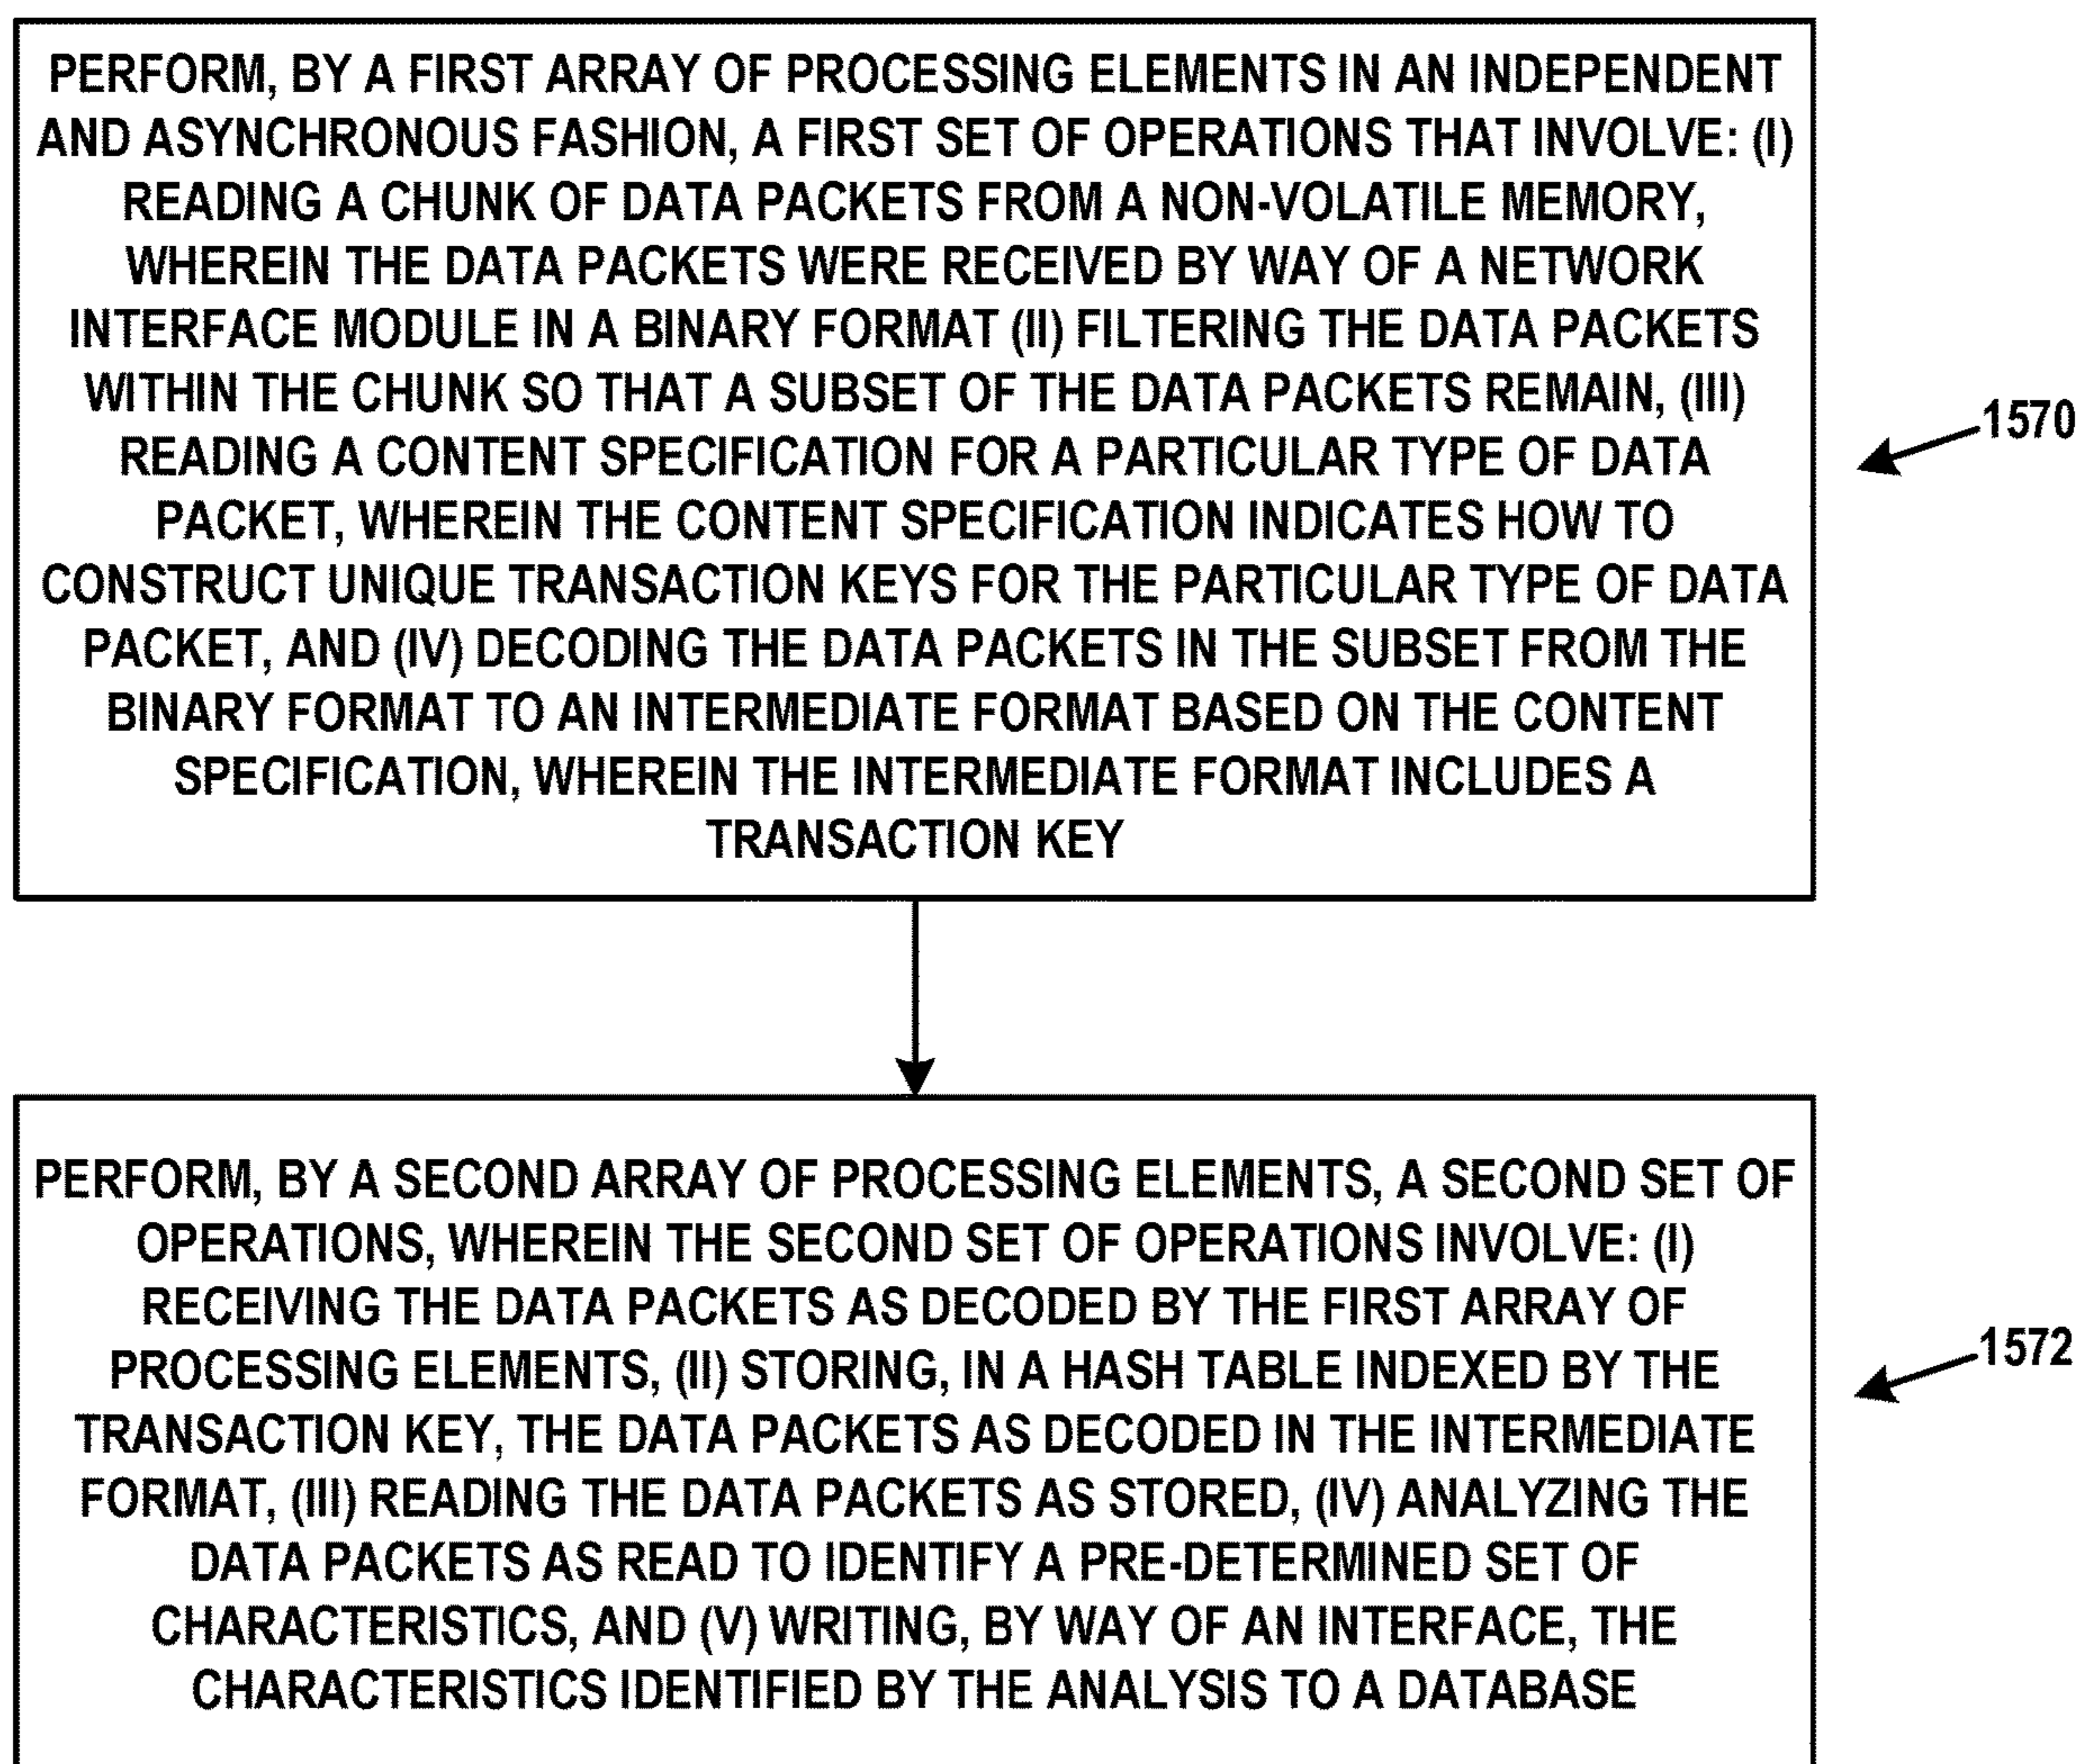 PERFORM, BY A FIRST ARRAY OF PROCESSING ELEMENTS IN AN INDEPENDENT
AND ASYNCHRONOUS FASHION, A FIRST SET OF OPERATIONS THAT INVOLVE: (I)
READING A CHUNK OF DATA PACKETS FROM A NON-VOLATILE MEMORY,
WHEREIN THE DATA PACKETS WERE RECEIVED BY WAY OF A NETWORK
INTERFACE MODULE IN A BINARY FORMAT (II) FILTERING THE DATA PACKETS
WITHIN THE CHUNK SO THAT A SUBSET OF THE DATA PACKETS REMAIN, (III)
READING A CONTENT SPECIFICATION FOR A PARTICULAR TYPE OF DATA
PACKET, WHEREIN THE CONTENT SPECIFICATION INDICATES HOW TO
CONSTRUCT UNIQUE TRANSACTION KEYS FOR THE PARTICULAR TYPE OF DATA
PACKET, AND (IV) DECODING THE DATA PACKETS IN THE SUBSET FROM THE
BINARY FORMAT TO AN INTERMEDIATE FORMAT BASED ON THE CONTENT
SPECIFICATION, WHEREIN THE INTERMEDIATE FORMAT INCLUDES A
TRANSACTION KEY
1570
PERFORM, BY A SECOND ARRAY OF PROCESSING ELEMENTS, A SECOND SET OF
OPERATIONS, WHEREIN THE SECOND SET OF OPERATIONS INVOLVE: (I)
RECEIVING THE DATA PACKETS AS DECODED BY THE FIRST ARRAY OF
PROCESSING ELEMENTS, (II) STORING, IN A HASH TABLE INDEXED BY THE
TRANSACTION KEY, THE DATA PACKETS AS DECODED IN THE INTERMEDIATE
FORMAT, (III) READING THE DATA PACKETS AS STORED, (IV) ANALYZING THE
DATA PACKETS AS READ TO IDENTIFY A PRE-DETERMINED SET OF
CHARACTERISTICS, AND (V) WRITING, BY WAY OF AN INTERFACE, THE
CHARACTERISTICS IDENTIFIED BY THE ANALYSIS TO A DATABASE
1572